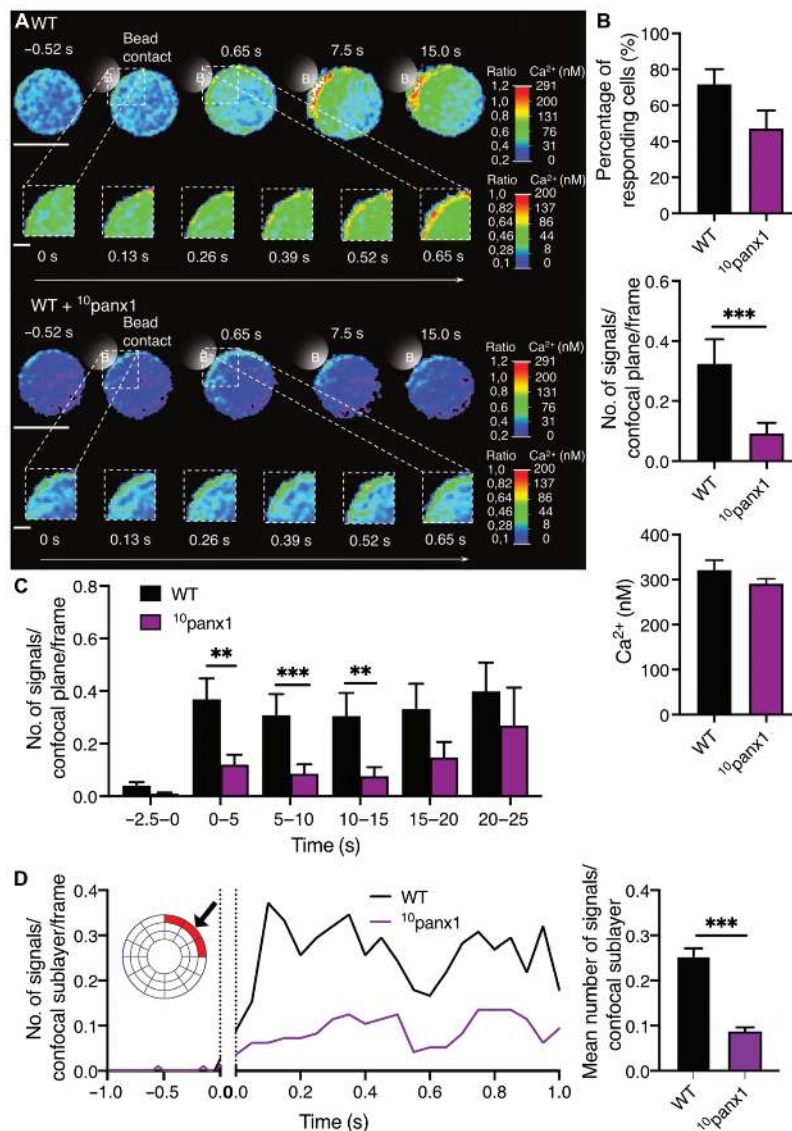 A WT
Bead
contact
−0.52 s
0.65 s
7.5 s
15.0 s
B
B
B
B
Ratio Ca²⁺ (nM)
1,2 291
1,0 200
0,8 131
0,6 76
0,4 31
0,2 0
Ratio Ca²⁺ (nM)
1,0 200
0,82 137
0,64 86
0,46 44
0,28 8
0,1 0
0 s 0.13 s 0.26 s 0.39 s 0.52 s 0.65 s
WT + ¹⁰panx1
Bead
contact
−0.52 s
0.65 s
7.5 s
15.0 s
B
B
B
B
Ratio Ca²⁺ (nM)
1,2 291
1,0 200
0,8 131
0,6 76
0,4 31
0,2 0
Ratio Ca²⁺ (nM)
1,0 200
0,82 137
0,64 86
0,46 44
0,28 8
0,1 0
0 s 0.13 s 0.26 s 0.39 s 0.52 s 0.65 s
B
Percentage of
responding cells (%)
100
80
60
40
20
0
WT
¹⁰panx1
No. of signals/
confocal plane/frame
0.6
0.4
0.2
0.0
***
WT
¹⁰panx1
Ca²⁺ (nM)
400
300
200
100
0
WT
¹⁰panx1
C
No. of signals/
confocal plane/frame
0.8
0.6
0.4
0.2
0.0
WT
¹⁰panx1
**
***
**
−2.5–0 0–5 5–10 10–15 15–20 20–25
Time (s)
D
No. of signals/
confocal sublayer/frame
0.4
0.3
0.2
0.1
0.0
WT
¹⁰panx1
−1.0 −0.5 0.0 0.0 0.2 0.4 0.6 0.8 1.0
Time (s)
Mean number of signals/
confocal sublayer
0.4
0.3
0.2
0.1
0.0
***
WT
¹⁰panx1